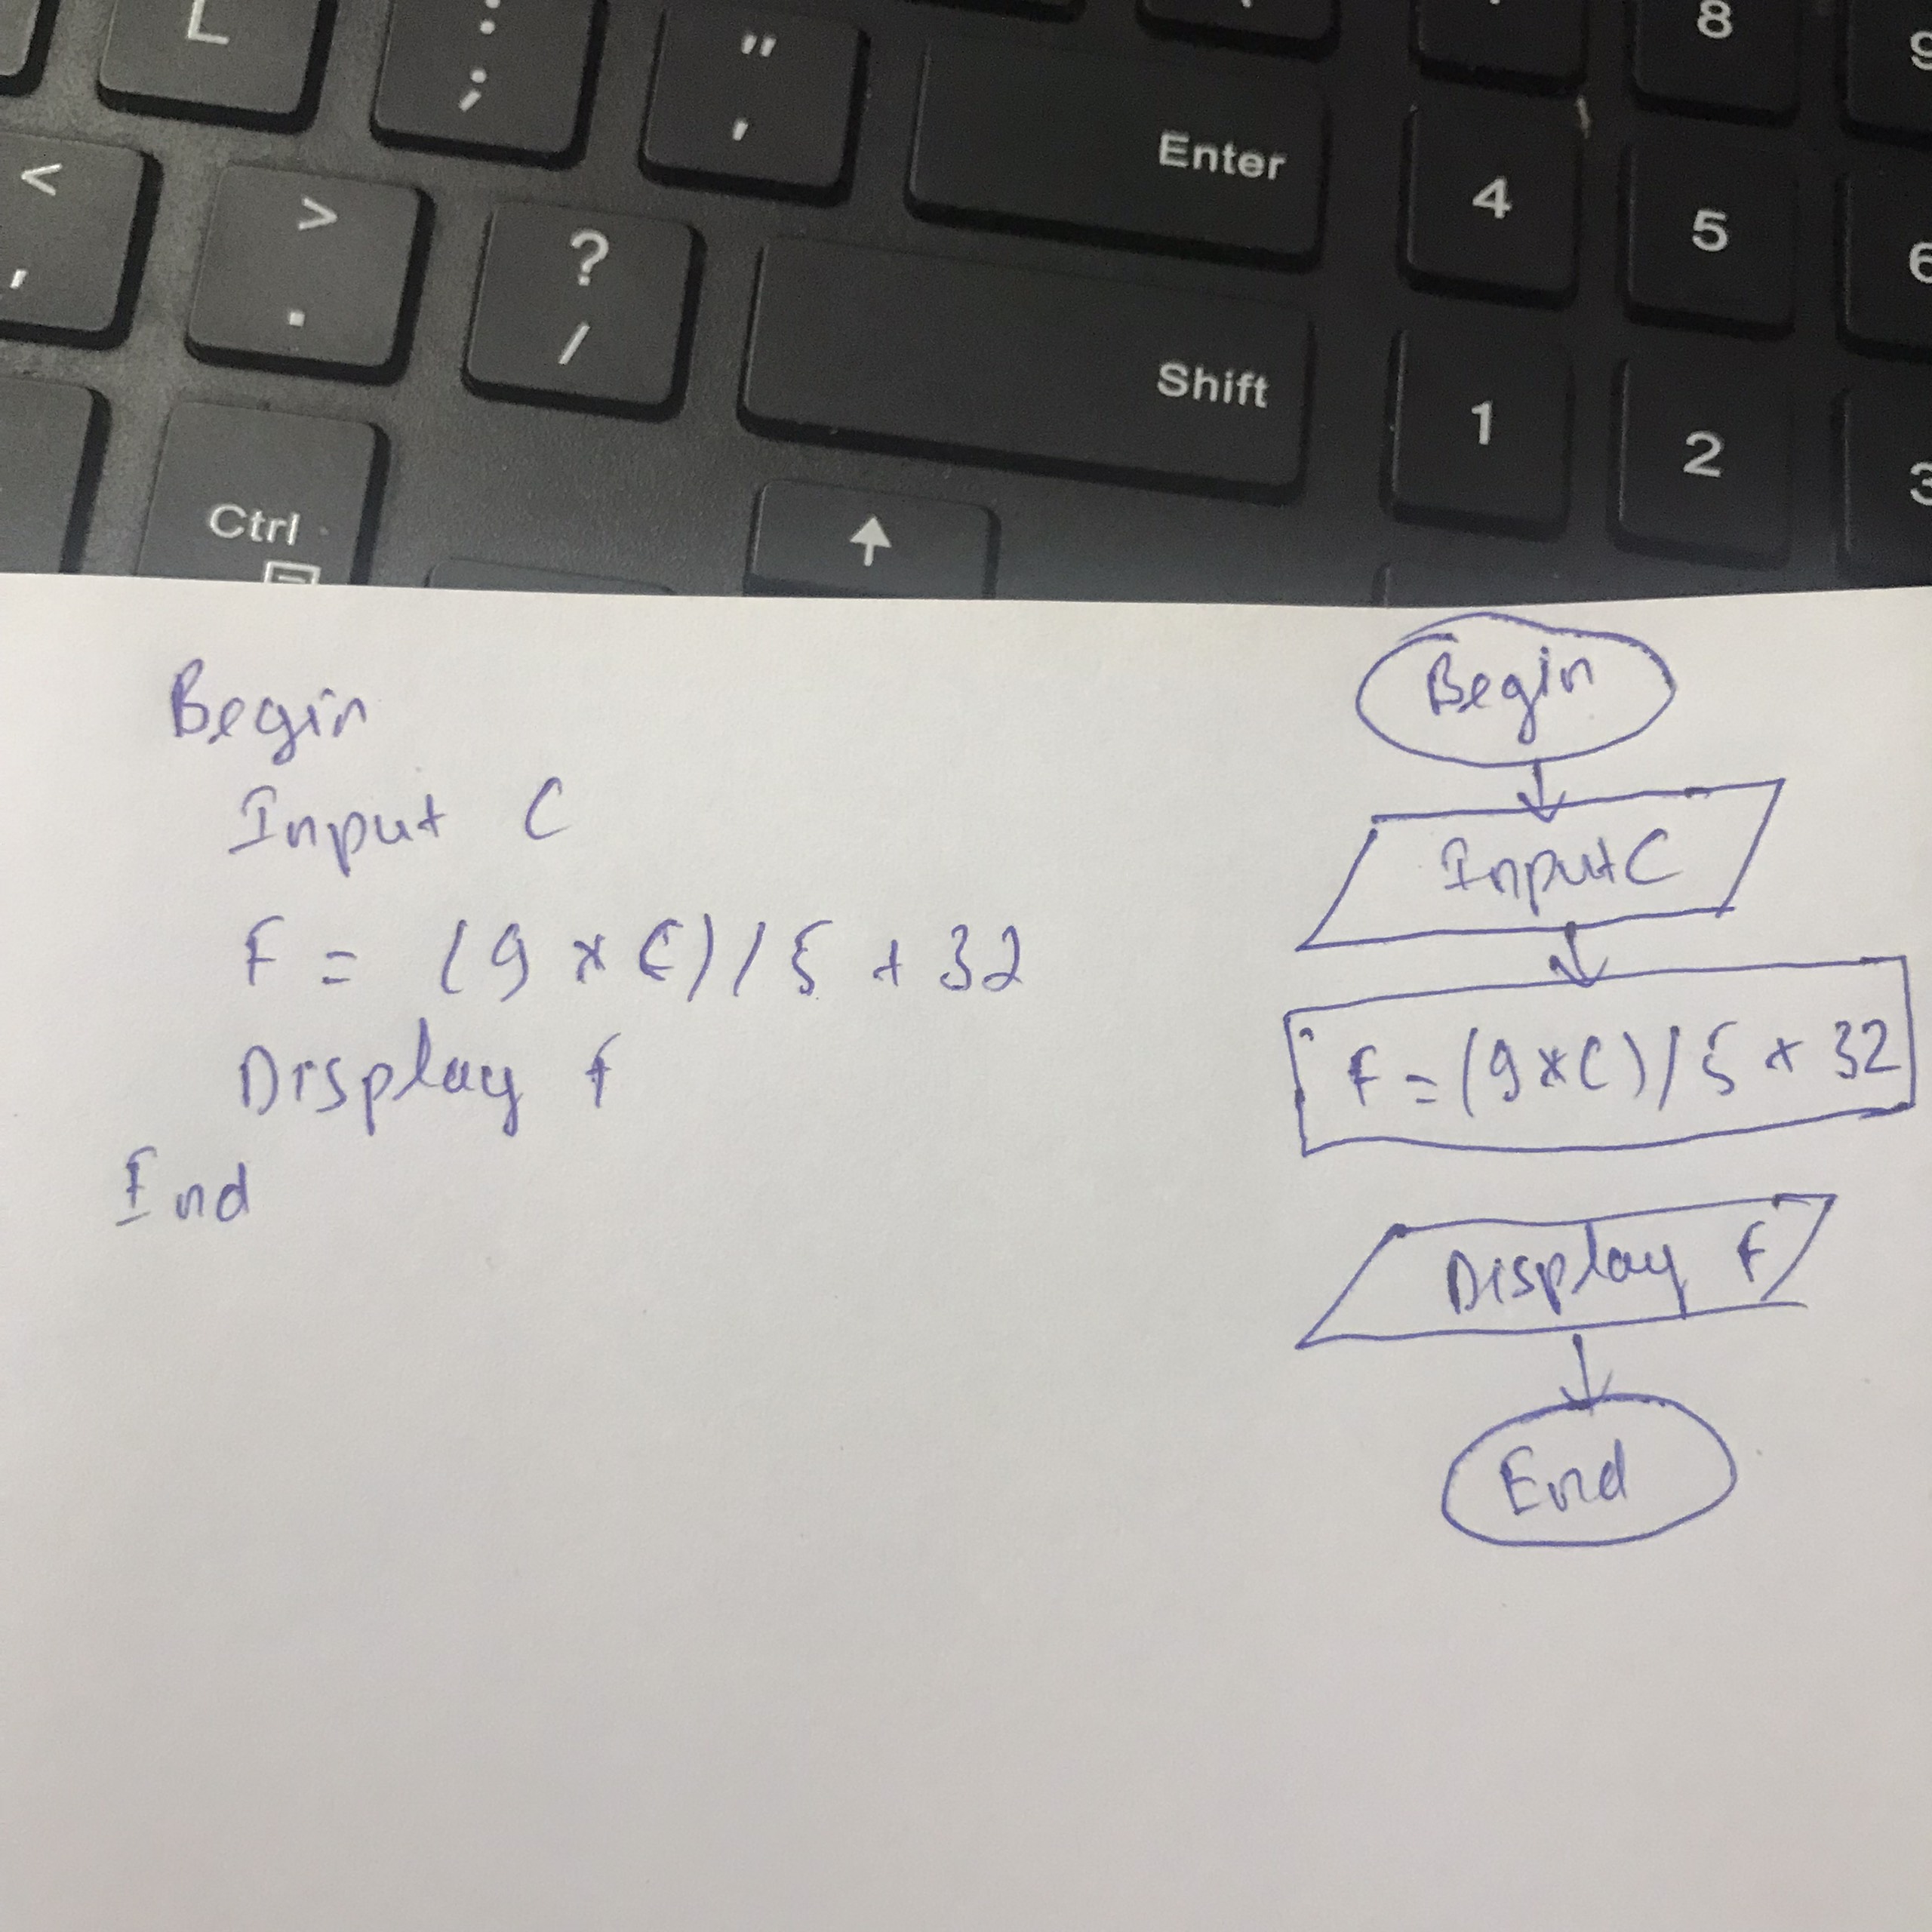 8
9
L
:
;
"
'
Enter
4
5
6
<
,
>
.
?
/
Shift
1
2
3
Ctrl
Begin
Input C
F = (9 * C) / 5 + 32
Display f
End
Begin
Input C
F = (9 * C) / 5 + 32
Display F
End